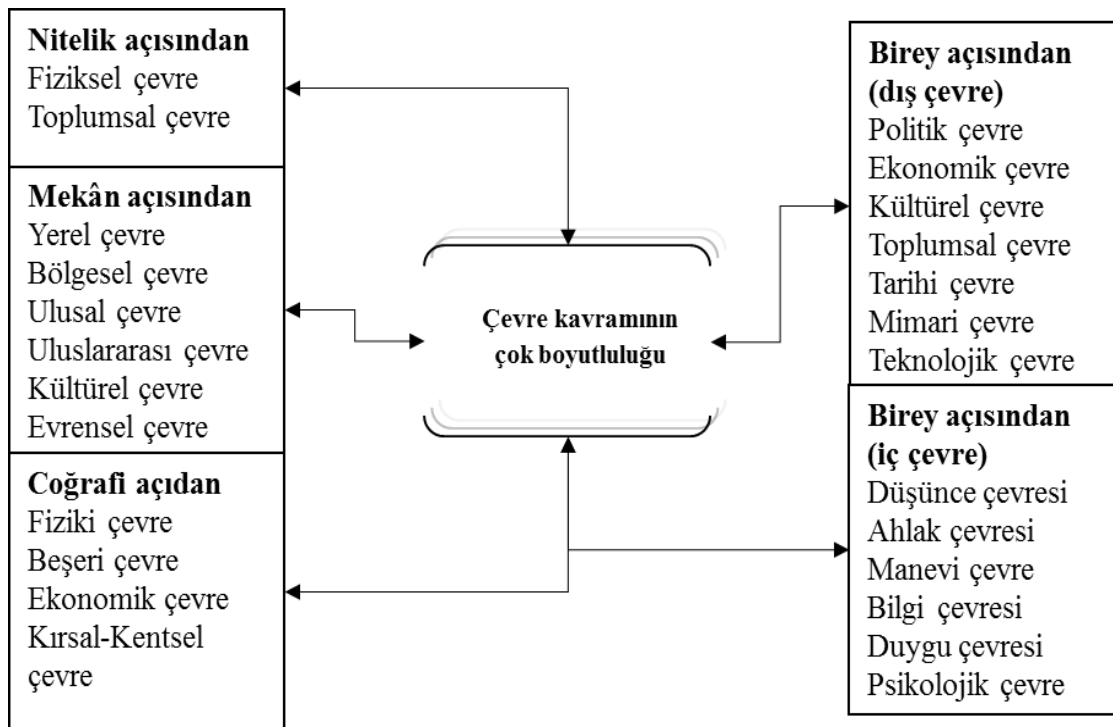 Nitelik açısından
Fiziksel çevre
Toplumsal çevre
Mekân açısından
Yerel çevre
Bölgesel çevre
Ulusal çevre
Uluslararası çevre
Kültürel çevre
Evrensel çevre
Coğrafi açıdan
Fiziki çevre
Beşeri çevre
Ekonomik çevre
Kırsal-Kentsel
çevre
Çevre kavramının
çok boyutluluğu
Birey açısından
(dış çevre)
Politik çevre
Ekonomik çevre
Kültürel çevre
Toplumsal çevre
Tarihi çevre
Mimari çevre
Teknolojik çevre
Birey açısından
(iç çevre)
Düşünce çevresi
Ahlak çevresi
Manevi çevre
Bilgi çevresi
Duygu çevresi
Psikolojik çevre